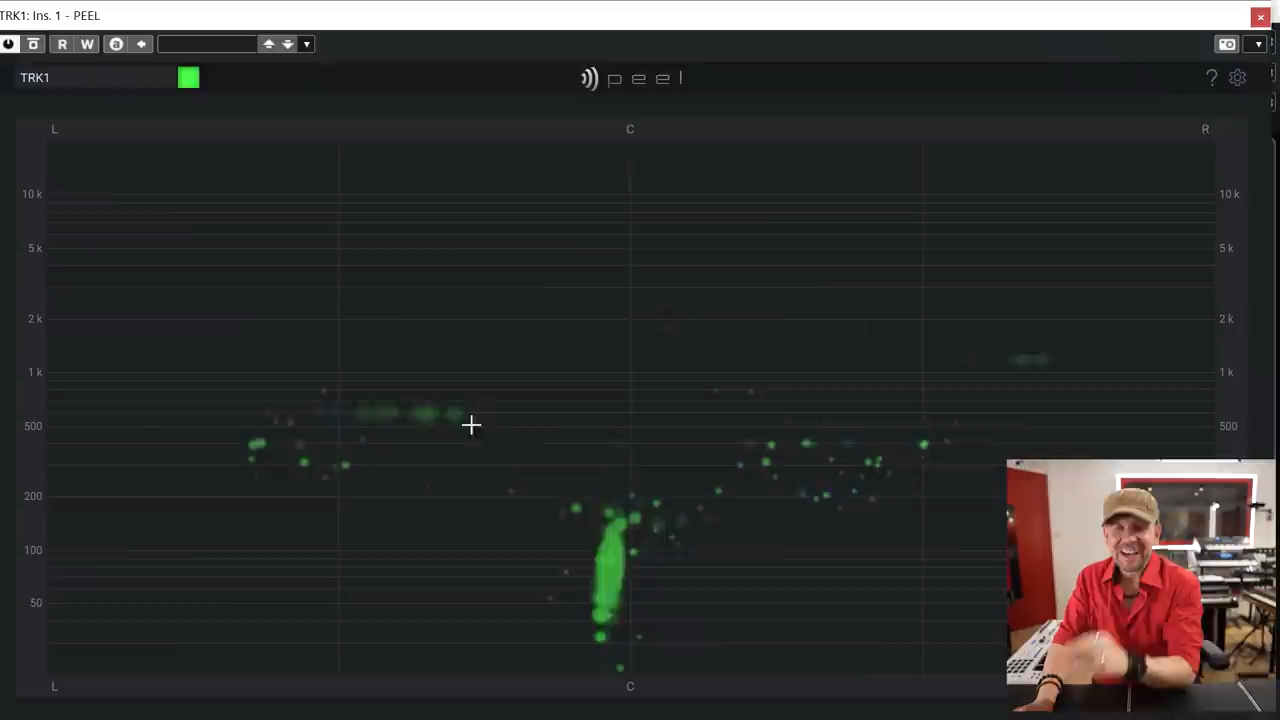 TRK1: Ins. 1 - PEEL
R W a
TRK1
peel
?
L C R
10 k 10 k
5 k 5 k
2 k 2 k
1 k 1 k
500 500
200
100
50
L C